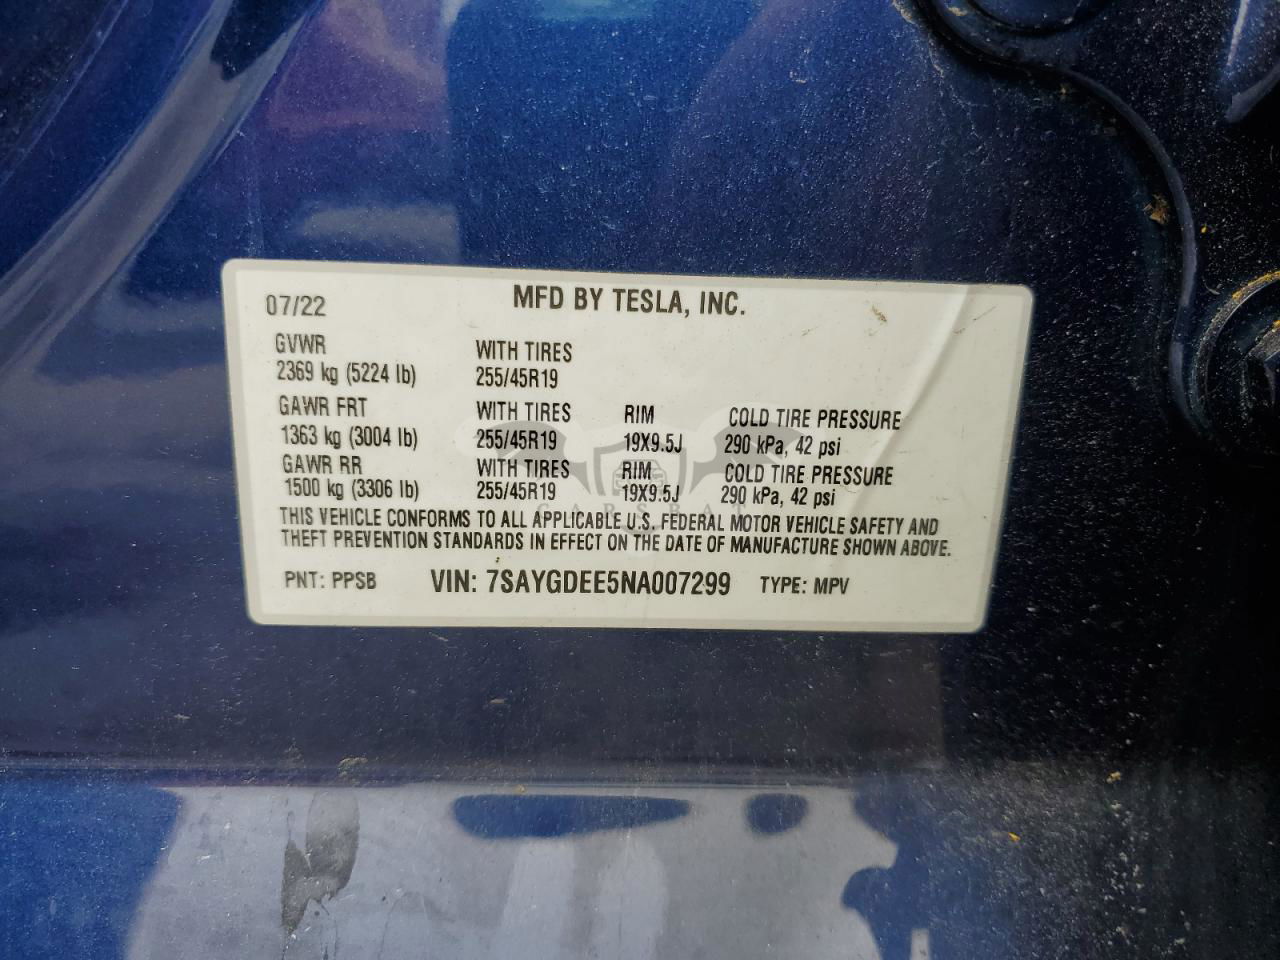 07/22 MFD BY TESLA, INC.
GVWR WITH TIRES
2369 kg (5224 lb) 255/45R19
GAWR FRT WITH TIRES RIM COLD TIRE PRESSURE
1363 kg (3004 lb) 255/45R19 19X9.5J 290 kPa, 42 psi
GAWR RR WITH TIRES RIM COLD TIRE PRESSURE
1500 kg (3306 lb) 255/45R19 19X9.5J 290 kPa, 42 psi
CARSBAT
THIS VEHICLE CONFORMS TO ALL APPLICABLE U.S. FEDERAL MOTOR VEHICLE SAFETY AND
THEFT PREVENTION STANDARDS IN EFFECT ON THE DATE OF MANUFACTURE SHOWN ABOVE.
PNT: PPSB VIN: 7SAYGDEE5NA007299 TYPE: MPV